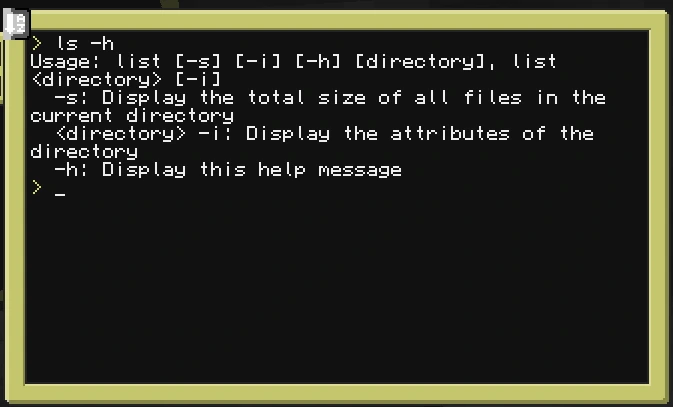 > ls -h
Usage: list [-s] [-i] [-h] [directory], list
<directory> [-i]
  -s: Display the total size of all files in the
current directory
  <directory> -i: Display the attributes of the
directory
  -h: Display this help message
> _